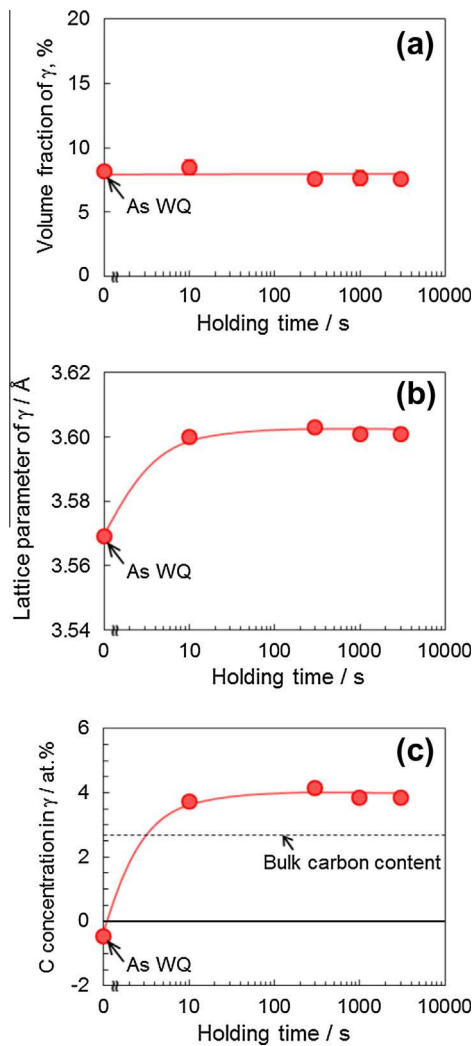 (a)
Volume fraction of γ, %
20
15
10
5
0
As WQ
0 10 100 1000 10000
Holding time / s
(b)
Lattice parameter of γ / Å
3.62
3.60
3.58
3.56
3.54
As WQ
0 10 100 1000 10000
Holding time / s
(c)
C concentration in γ / at.%
6
4
2
0
-2
Bulk carbon content
As WQ
0 10 100 1000 10000
Holding time / s